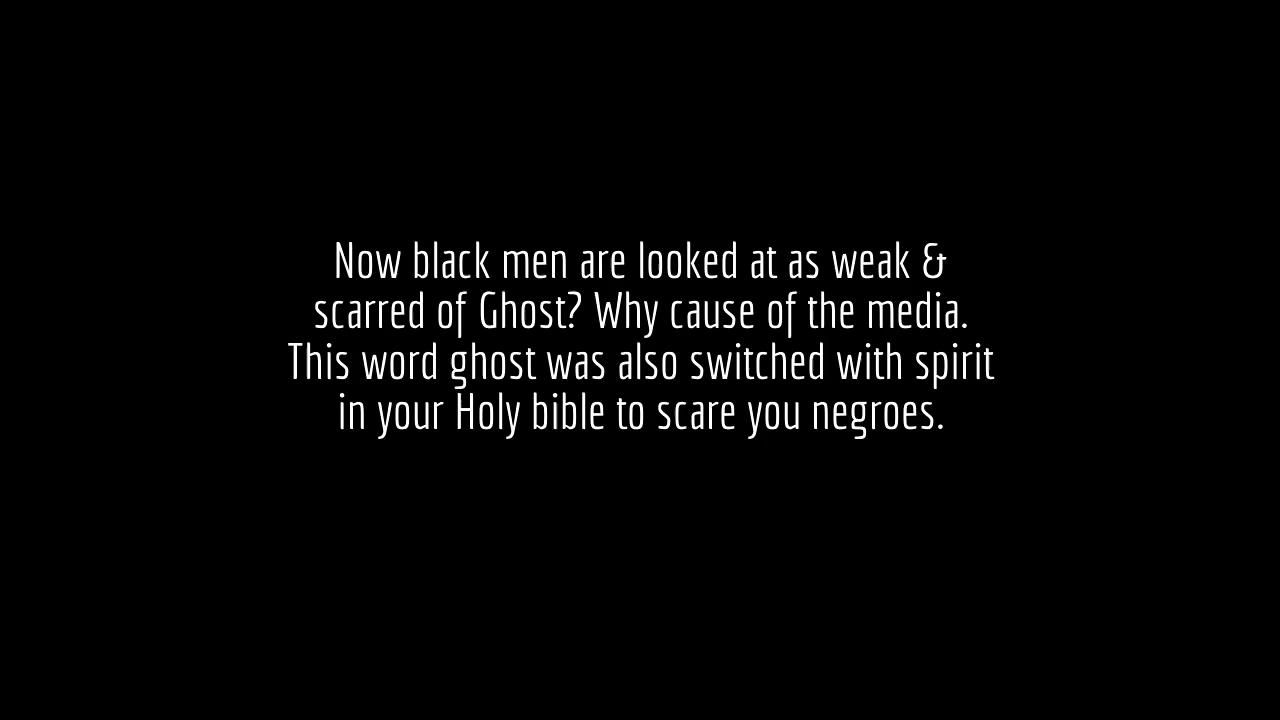 Now black men are looked at as weak &
scarred of Ghost? Why cause of the media.
This word ghost was also switched with spirit
in your Holy bible to scare you negroes.